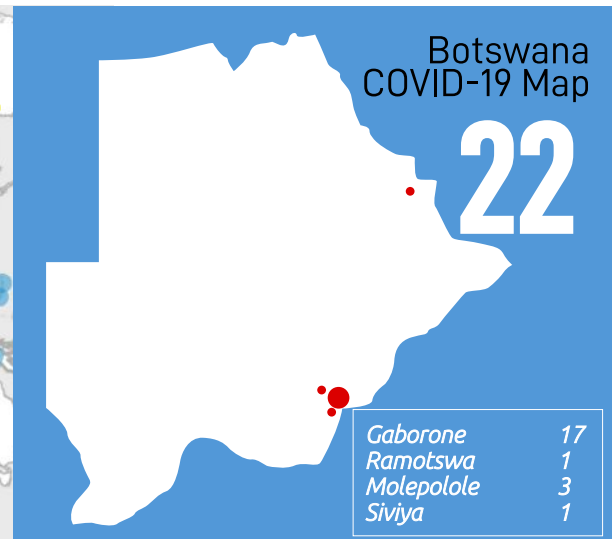 Botswana
COVID-19 Map
22
Gaborone 17
Ramotswa 1
Molepolole 3
Siviya 1